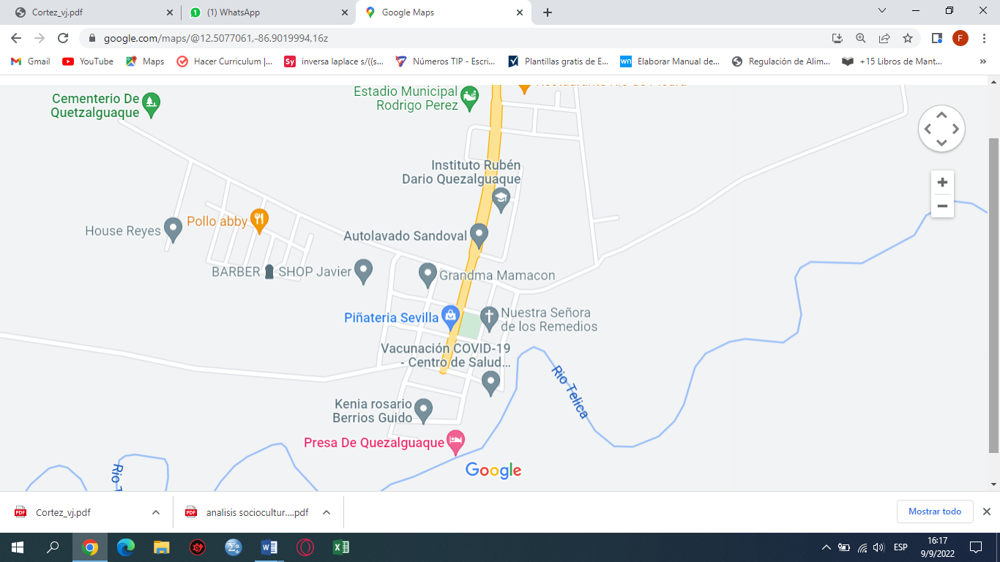 Cortez_vj.pdf
(1) WhatsApp
Google Maps
google.com/maps/@12.5077061,-86.9019994,16z
F
Gmail
YouTube
Maps
Hacer Curriculum |...
Sy
inversa laplace s/((s...
Números TIP - Escri...
Plantillas gratis de E...
wn
Elaborar Manual de...
Regulación de Alim...
+15 Libros de Mant...
»
Cementerio De
Quetzalguaque
Estadio Municipal
Rodrigo Perez
Instituto Rubén
Dario Quezalguaque
House Reyes
Pollo abby
Autolavado Sandoval
BARBER SHOP Javier
Grandma Mamacon
Piñateria Sevilla
Nuestra Señora
de los Remedios
Vacunación COVID-19
- Centro de Salud...
Rio Telica
Kenia rosario
Berrios Guido
Presa De Quezalguaque
Rio T
Google
Cortez_vj.pdf
analisis sociocultur....pdf
Mostrar todo
ESP
16:17
9/9/2022